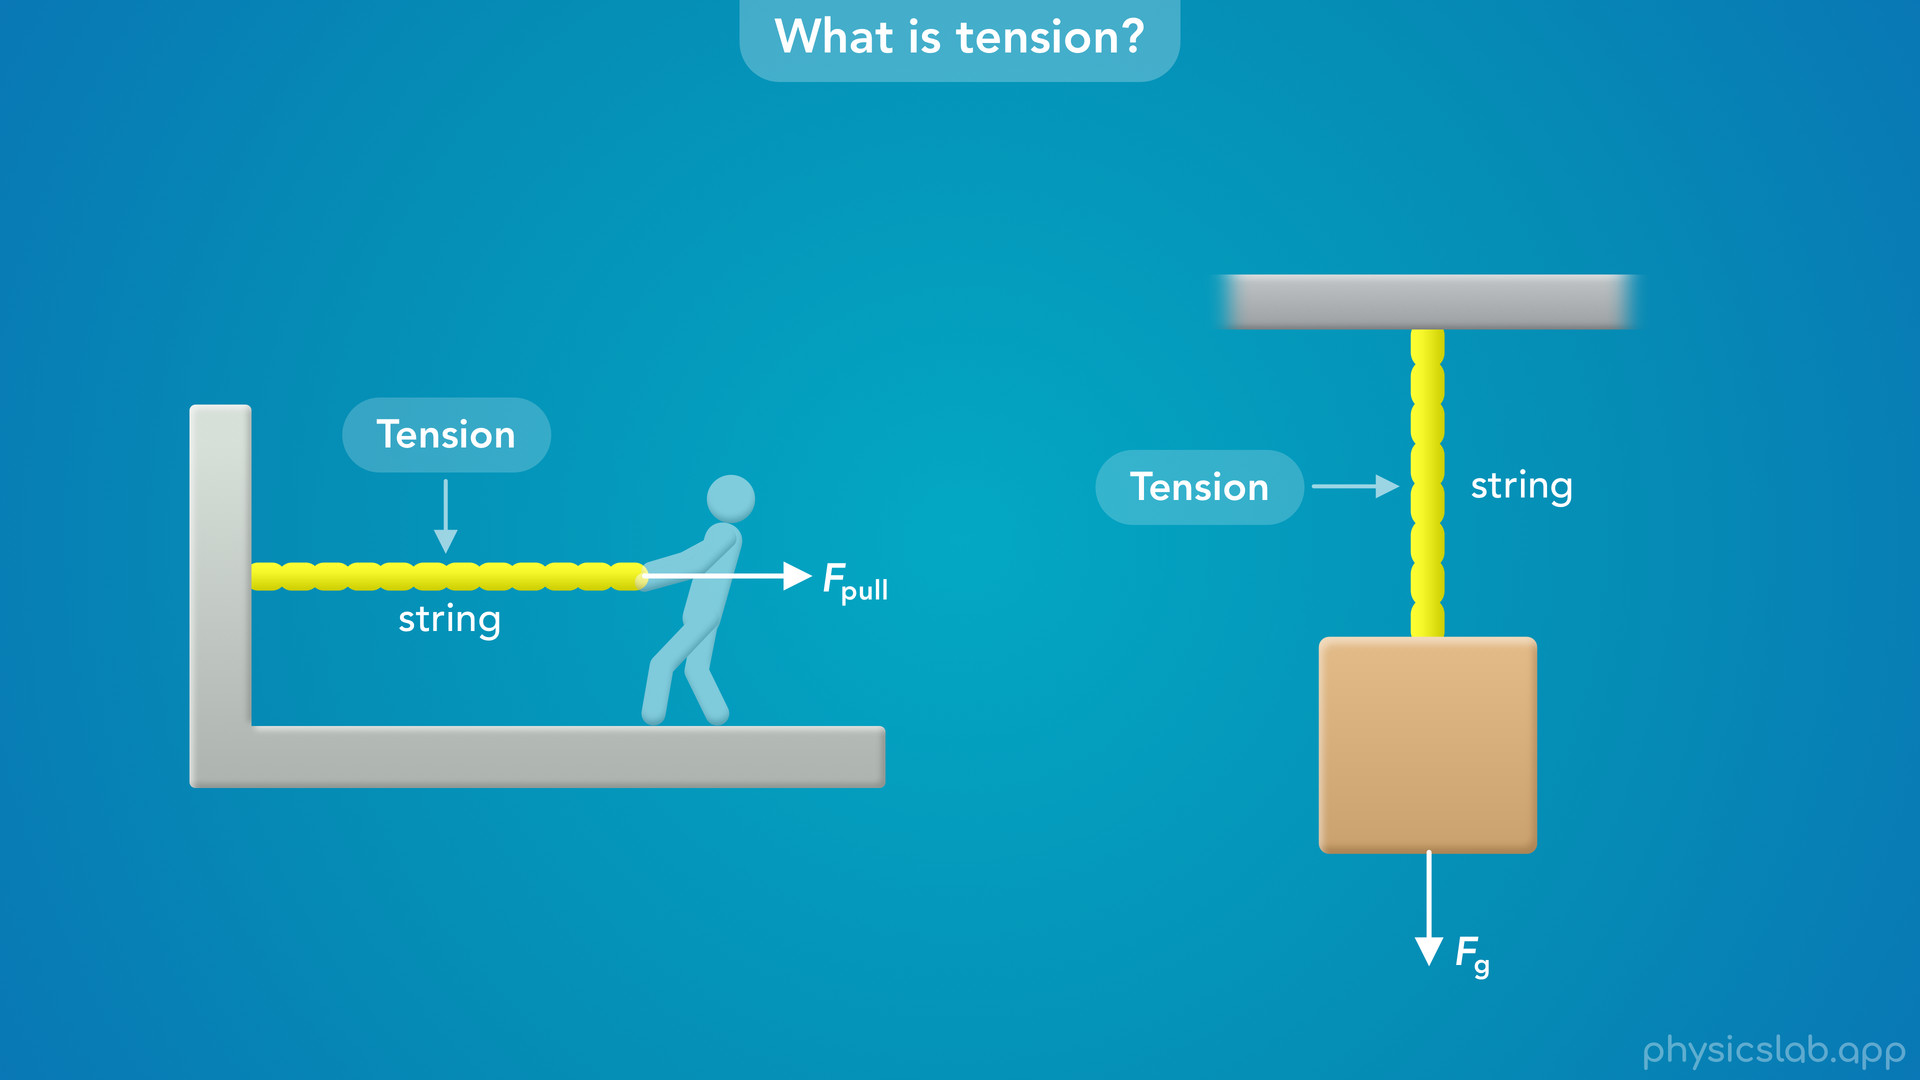 What is tension?
Tension
string
Fpull
Tension
string
Fg
physicslab.app